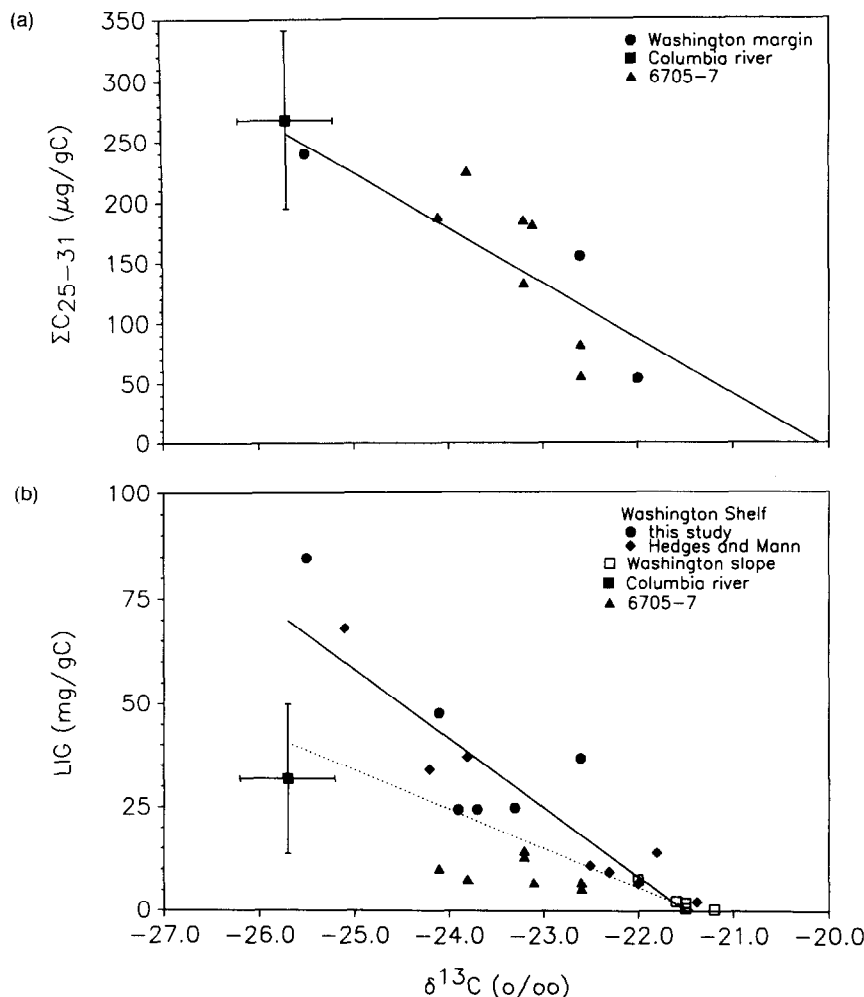 (a)
350
300
250
200
150
100
50
0
ΣC25−31 (μg/gC)
Washington margin
Columbia river
6705−7
(b)
100
75
50
25
0
LIG (mg/gC)
Washington Shelf
this study
Hedges and Mann
Washington slope
Columbia river
6705−7
−27.0 −26.0 −25.0 −24.0 −23.0 −22.0 −21.0 −20.0
δ13C (o/oo)